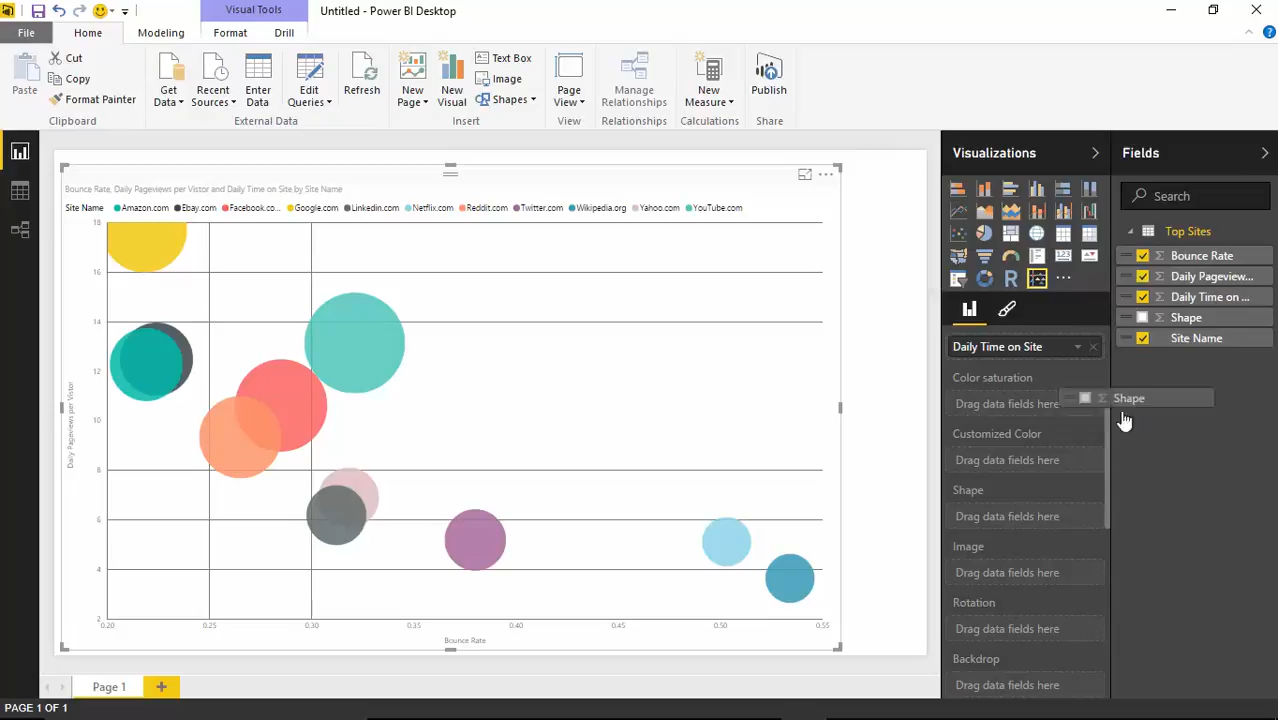 Visual Tools
Untitled - Power BI Desktop
File
Home
Modeling
Format
Drill
Paste
Cut
Copy
Format Painter
Clipboard
Get Data
Recent Sources
Enter Data
Edit Queries
Refresh
External Data
New Page
New Visual
Text Box
Image
Shapes
Insert
Page View
View
Manage Relationships
Relationships
New Measure
Calculations
Publish
Share
Bounce Rate, Daily Pageviews per Vistor and Daily Time on Site by Site Name
Site Name Amazon.com Ebay.com Google.com Linkedin.com Netflix.com Reddit.com Twitter.com Wikipedia.org Yahoo.com YouTube.com
18
16
14
12
10
8
6
4
2
Daily Pageviews per Vistor
0.20 0.25 0.30 0.35 0.40 0.45 0.50 0.55
Bounce Rate
Visualizations
R
Daily Time on Site
Color saturation
Drag data fields here
Customized Color
Drag data fields here
Shape
Drag data fields here
Image
Drag data fields here
Rotation
Drag data fields here
Backdrop
Drag data fields here
Fields
Search
Top Sites
Bounce Rate
Daily Pageview...
Daily Time on ...
Shape
Site Name
Shape
Page 1
PAGE 1 OF 1